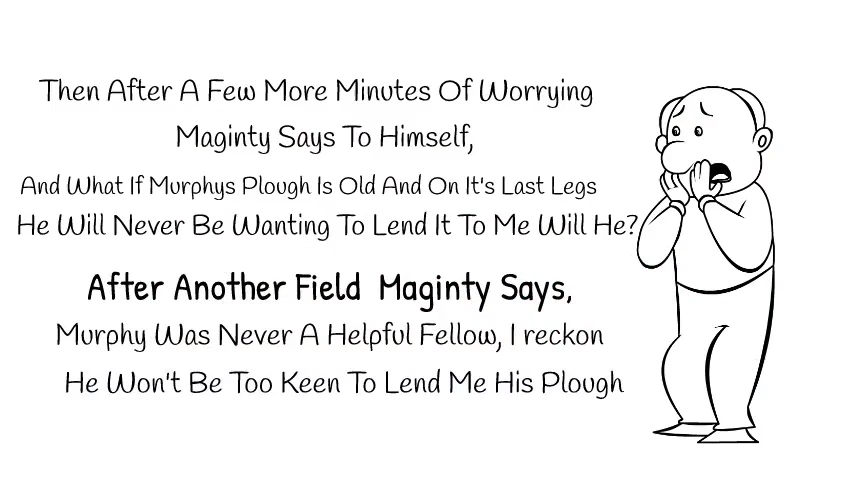 Then After A Few More Minutes Of Worrying
Maginty Says To Himself,
And What If Murphys Plough Is Old And On It's Last Legs
He Will Never Be Wanting To Lend It To Me Will He?
After Another Field Maginty Says,
Murphy Was Never A Helpful Fellow, I reckon
He Won't Be Too Keen To Lend Me His Plough